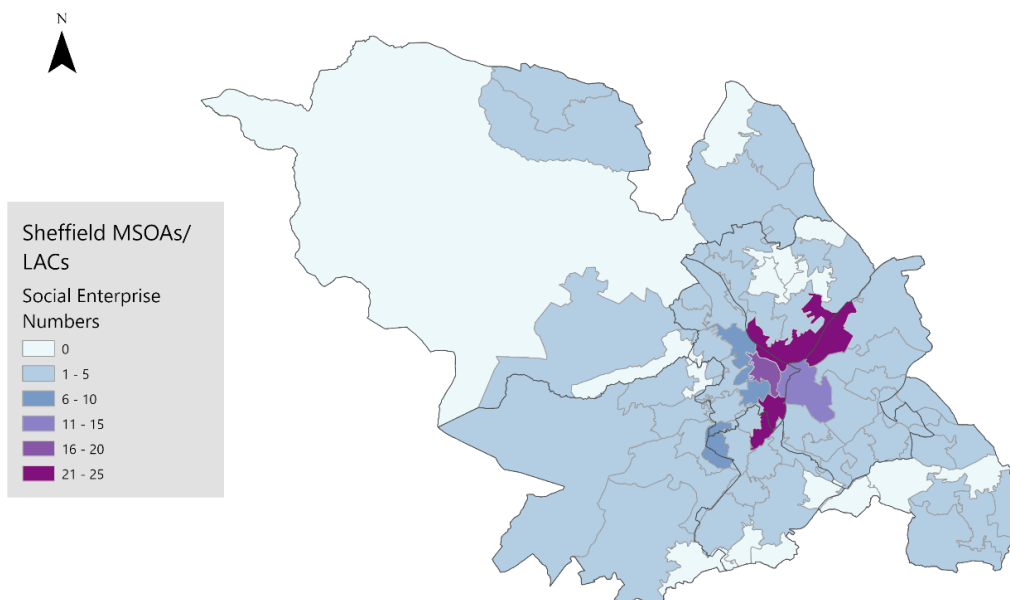 N
Sheffield MSOAs/
LACs
Social Enterprise
Numbers
0
1 - 5
6 - 10
11 - 15
16 - 20
21 - 25